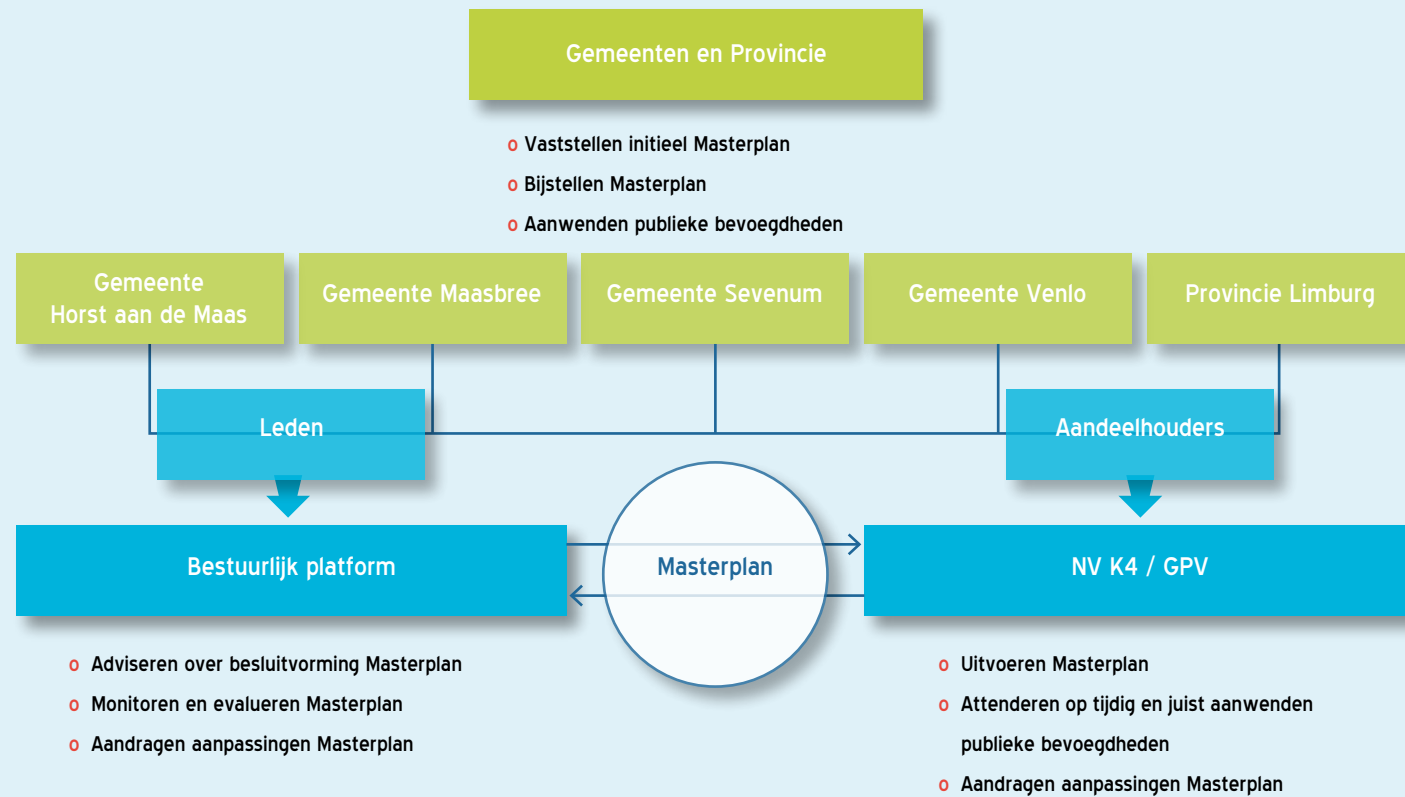 Gemeenten en Provincie
o Vaststellen initieel Masterplan
o Bijstellen Masterplan
o Aanwenden publieke bevoegdheden
Gemeente
Horst aan de Maas
Gemeente Maasbree
Gemeente Sevenum
Gemeente Venlo
Provincie Limburg
Leden
Aandeelhouders
Bestuurlijk platform
Masterplan
NV K4 / GPV
o Adviseren over besluitvorming Masterplan
o Monitoren en evalueren Masterplan
o Aandragen aanpassingen Masterplan
o Uitvoeren Masterplan
o Attenderen op tijdig en juist aanwenden
publieke bevoegdheden
o Aandragen aanpassingen Masterplan